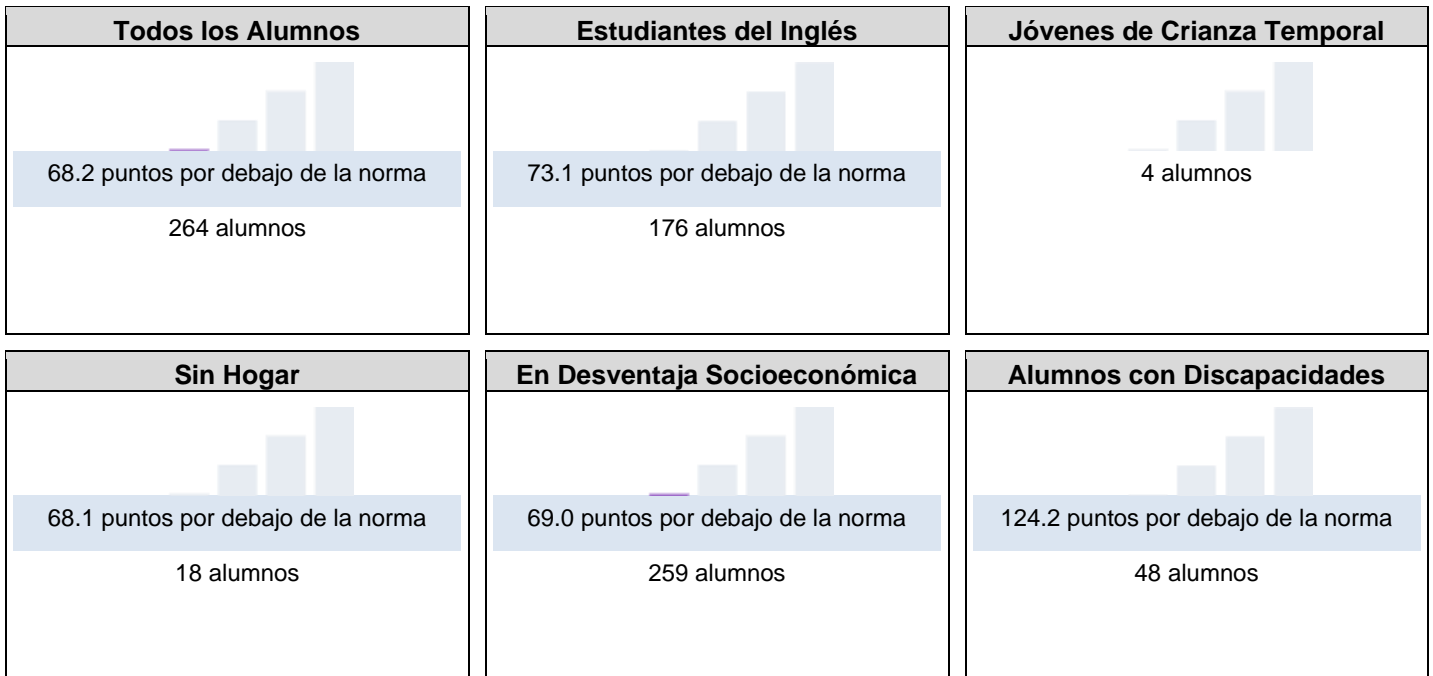 Todos los Alumnos
68.2 puntos por debajo de la norma
264 alumnos
Estudiantes del Inglés
73.1 puntos por debajo de la norma
176 alumnos
Jóvenes de Crianza Temporal
4 alumnos
Sin Hogar
68.1 puntos por debajo de la norma
18 alumnos
En Desventaja Socioeconómica
69.0 puntos por debajo de la norma
259 alumnos
Alumnos con Discapacidades
124.2 puntos por debajo de la norma
48 alumnos